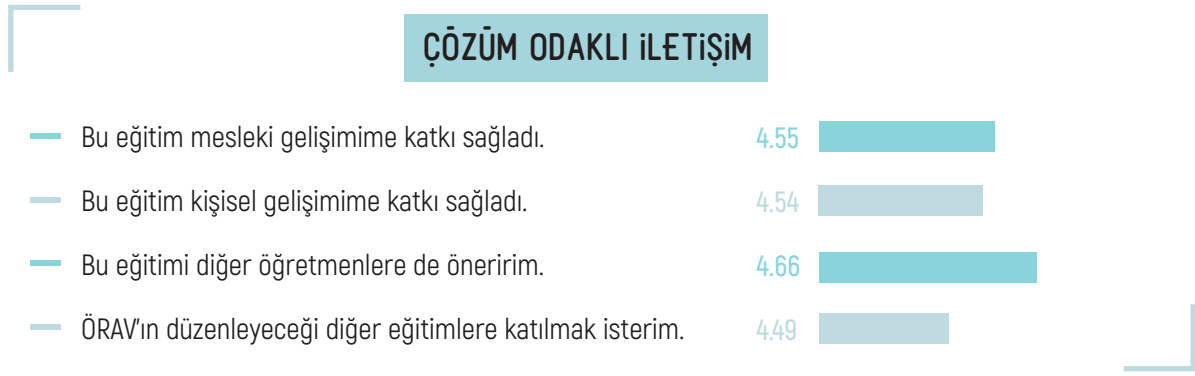 ÇÖZÜM ODAKLI İLETİŞİM
Bu eğitim mesleki gelişimime katkı sağladı. 4.55
Bu eğitim kişisel gelişimime katkı sağladı. 4.54
Bu eğitimi diğer öğretmenlere de öneririm. 4.66
ÖRAV'ın düzenleyeceği diğer eğitimlere katılmak isterim. 4.49